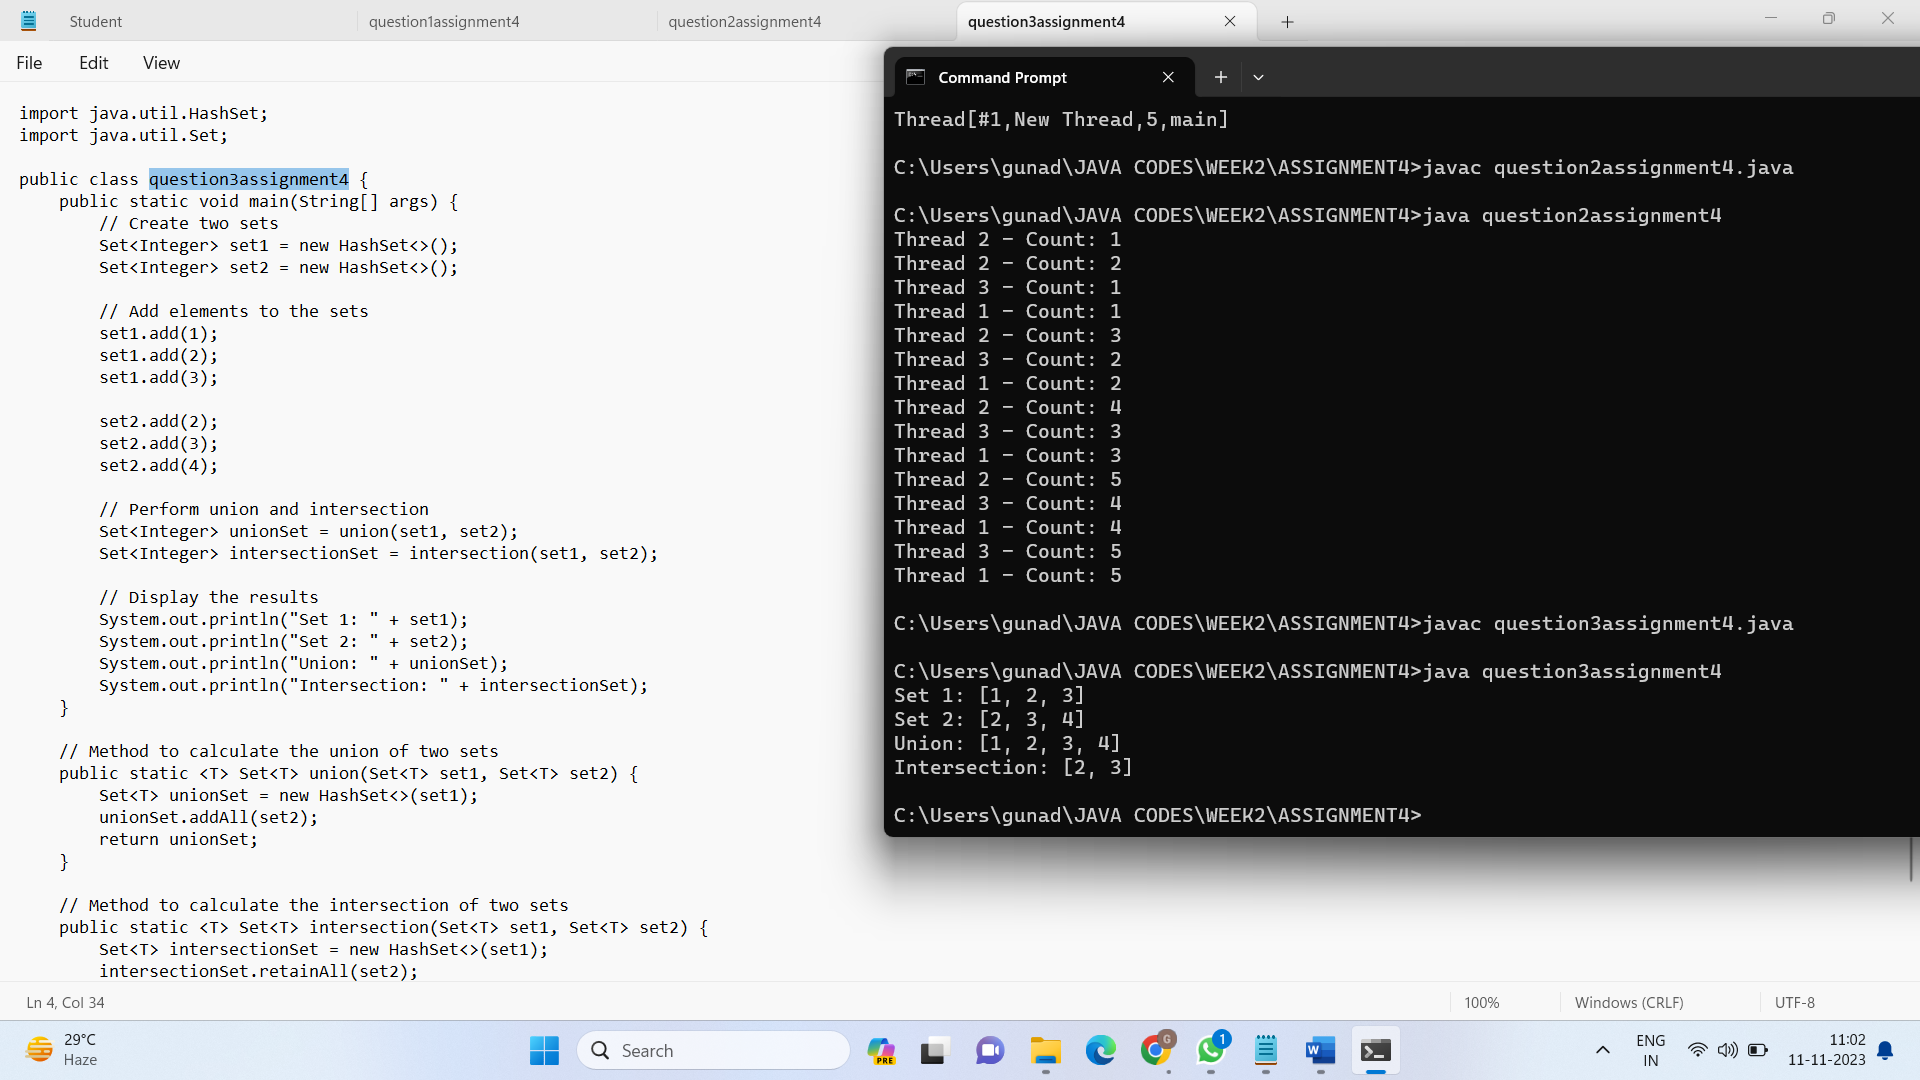 Student
question1assignment4
question2assignment4
question3assignment4
File Edit View
import java.util.HashSet;
import java.util.Set;
public class question3assignment4 {
public static void main(String[] args) {
// Create two sets
Set<Integer> set1 = new HashSet<>();
Set<Integer> set2 = new HashSet<>();
// Add elements to the sets
set1.add(1);
set1.add(2);
set1.add(3);
set2.add(2);
set2.add(3);
set2.add(4);
// Perform union and intersection
Set<Integer> unionSet = union(set1, set2);
Set<Integer> intersectionSet = intersection(set1, set2);
// Display the results
System.out.println("Set 1: " + set1);
System.out.println("Set 2: " + set2);
System.out.println("Union: " + unionSet);
System.out.println("Intersection: " + intersectionSet);
}
// Method to calculate the union of two sets
public static <T> Set<T> union(Set<T> set1, Set<T> set2) {
Set<T> unionSet = new HashSet<>(set1);
unionSet.addAll(set2);
return unionSet;
}
// Method to calculate the intersection of two sets
public static <T> Set<T> intersection(Set<T> set1, Set<T> set2) {
Set<T> intersectionSet = new HashSet<>(set1);
intersectionSet.retainAll(set2);
Command Prompt
Thread[#1,New Thread,5,main]
C:\Users\gunad\JAVA CODES\WEEK2\ASSIGNMENT4>javac question2assignment4.java
C:\Users\gunad\JAVA CODES\WEEK2\ASSIGNMENT4>java question2assignment4
Thread 2 - Count: 1
Thread 2 - Count: 2
Thread 3 - Count: 1
Thread 1 - Count: 1
Thread 2 - Count: 3
Thread 3 - Count: 2
Thread 1 - Count: 2
Thread 2 - Count: 4
Thread 3 - Count: 3
Thread 1 - Count: 3
Thread 2 - Count: 5
Thread 3 - Count: 4
Thread 1 - Count: 4
Thread 3 - Count: 5
Thread 1 - Count: 5
C:\Users\gunad\JAVA CODES\WEEK2\ASSIGNMENT4>javac question3assignment4.java
C:\Users\gunad\JAVA CODES\WEEK2\ASSIGNMENT4>java question3assignment4
Set 1: [1, 2, 3]
Set 2: [2, 3, 4]
Union: [1, 2, 3, 4]
Intersection: [2, 3]
C:\Users\gunad\JAVA CODES\WEEK2\ASSIGNMENT4>
Ln 4, Col 34
100%
Windows (CRLF)
UTF-8
29°C
Haze
Search
PRE
G
1
W
ENG
IN
11:02
11-11-2023